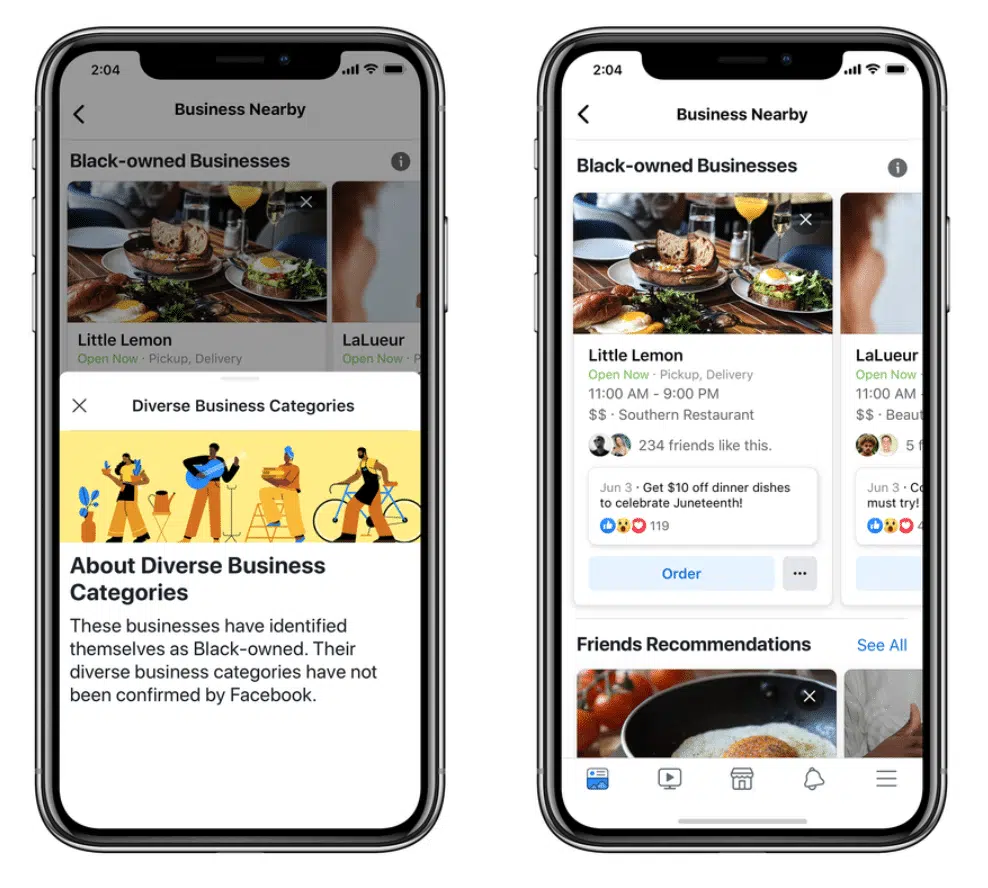 2:04
Business Nearby
Black-owned Businesses
Little Lemon
Open Now · Pickup, Delivery
LaLueur
Open Now · P
Diverse Business Categories
About Diverse Business
Categories
These businesses have identified
themselves as Black-owned. Their
diverse business categories have not
been confirmed by Facebook.
2:04
Business Nearby
Black-owned Businesses
Little Lemon
Open Now · Pickup, Delivery
11:00 AM - 9:00 PM
$$ · Southern Restaurant
234 friends like this.
Jun 3 · Get $10 off dinner dishes
to celebrate Juneteenth!
119
Order
LaLueur
Open Now ·
11:00 AM -
$$ · Beaut
5 f
Jun 3 · Co
must try!
4
Friends Recommendations
See All